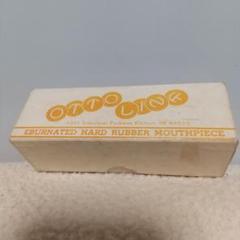 OTTO
LINK
EBURNATED HARD RUBBER MOUTHPIECE